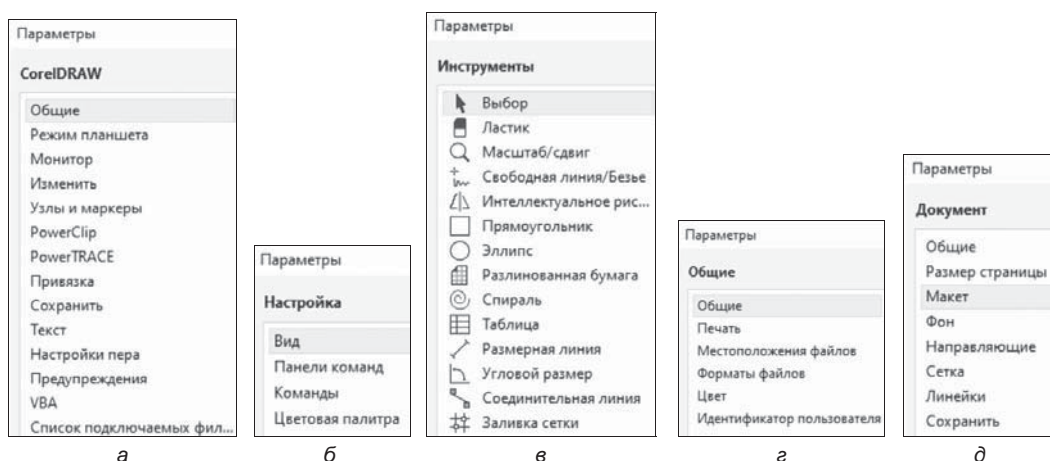 Параметры
CorelDRAW
Общие
Режим планшета
Монитор
Изменить
Узлы и маркеры
PowerClip
PowerTRACE
Привязка
Сохранить
Текст
Настройки пера
Предупреждения
VBA
Список подключаемых фил...
а
Параметры
Настройка
Вид
Панели команд
Команды
Цветовая палитра
б
Параметры
Инструменты
Выбор
Ластик
Масштаб/сдвиг
Свободная линия/Безье
Интеллектуальное рис...
Прямоугольник
Эллипс
Разлинованная бумага
Спираль
Таблица
Размерная линия
Угловой размер
Соединительная линия
Заливка сетки
в
Параметры
Общие
Общие
Печать
Местоположения файлов
Форматы файлов
Цвет
Идентификатор пользователя
г
Параметры
Документ
Общие
Размер страницы
Макет
Фон
Направляющие
Сетка
Линейки
Сохранить
д